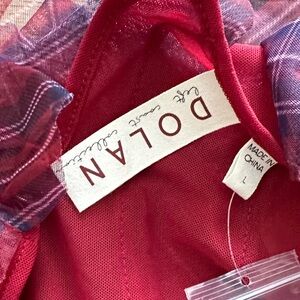 DOLAN
left coast collection
MADE IN
CHINA
L